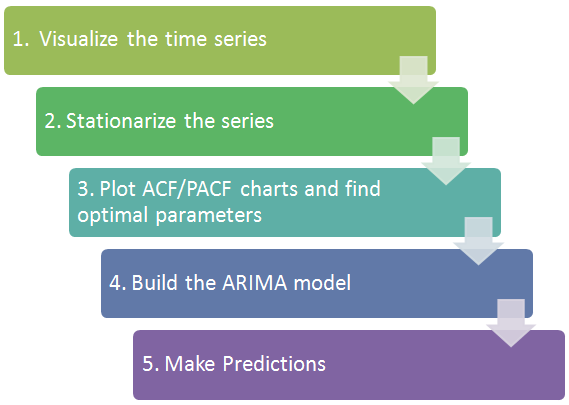 1. Visualize the time series
2. Stationarize the series
3. Plot ACF/PACF charts and find
optimal parameters
4. Build the ARIMA model
5. Make Predictions